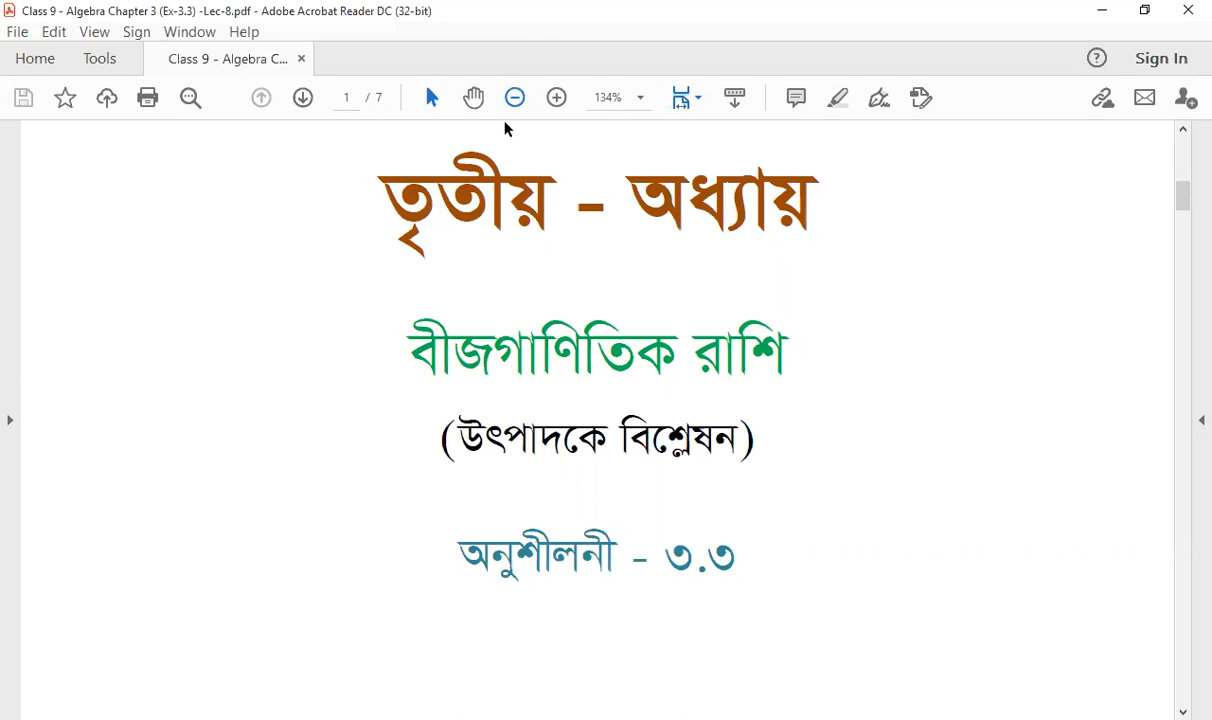 Class 9 - Algebra Chapter 3 (Ex-3.3) -Lec-8.pdf - Adobe Acrobat Reader DC (32-bit)
File Edit View Sign Window Help
Home Tools Class 9 - Algebra C... × ? Sign In
1 / 7 134%
তৃতীয় - অধ্যায়
বীজগাণিতিক রাশি
(উৎপাদকে বিশ্লেষন)
অনুশীলনী - ৩.৩